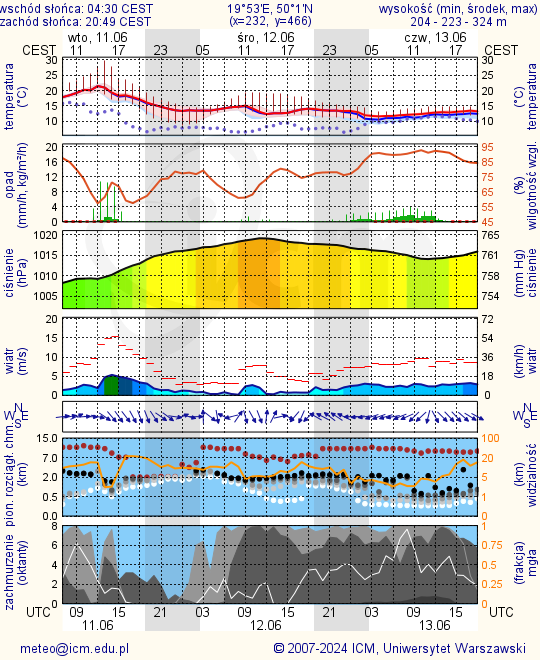 wschód słońca: 04:30 CEST
zachód słońca: 20:49 CEST
19°53'E, 50°1'N
(x=232, y=466)
wysokość (min, środek, max)
204 - 223 - 324 m
CEST wto, 11.06 śro, 12.06 czw, 13.06 CEST
11 17 23 05 11 17 23 05 11 17
temperatura (°C)
30 25 20 15 10
30 25 20 15 10
temperatura (°C)
opad (mm/h, kg/m²/h)
20 16 12 8 4 0
95 85 75 65 55 45
wilgotność wzgl. (%)
ciśnienie (hPa)
1020 1015 1010 1005
765 761 758 754
ciśnienie (mm Hg)
wiatr (m/s)
20 15 10 5 0
72 54 36 18 0
wiatr (km/h)
N W E S
N W E S
pion. rozciągł. chm. (km)
15.0 7.0 2.0 0.5 0.0
100 20 5 1 0
widzialność (km)
zachmurzenie (oktanty)
8 6 4 2 0
1 0.75 0.5 0.25 0
(frakcja) mgła
UTC 09 15 21 03 09 15 21 03 09 15 UTC
11.06 12.06 13.06
meteo@icm.edu.pl
© 2007-2024 ICM, Uniwersytet Warszawski